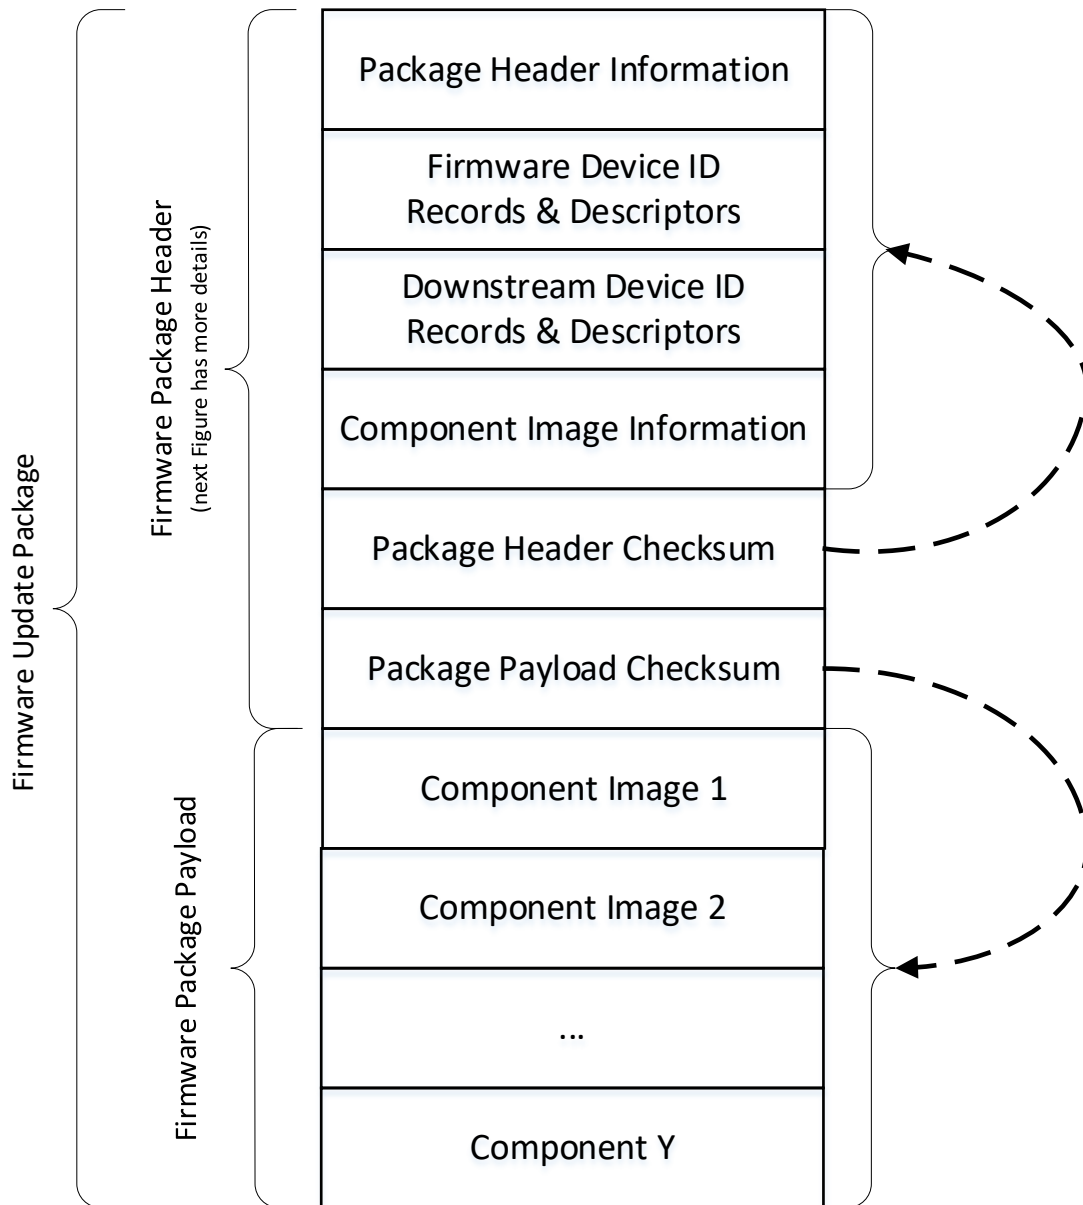 Firmware Update Package
Firmware Package Header
(next Figure has more details)
Firmware Package Payload
Package Header Information
Firmware Device ID
Records & Descriptors
Downstream Device ID
Records & Descriptors
Component Image Information
Package Header Checksum
Package Payload Checksum
Component Image 1
Component Image 2
...
Component Y